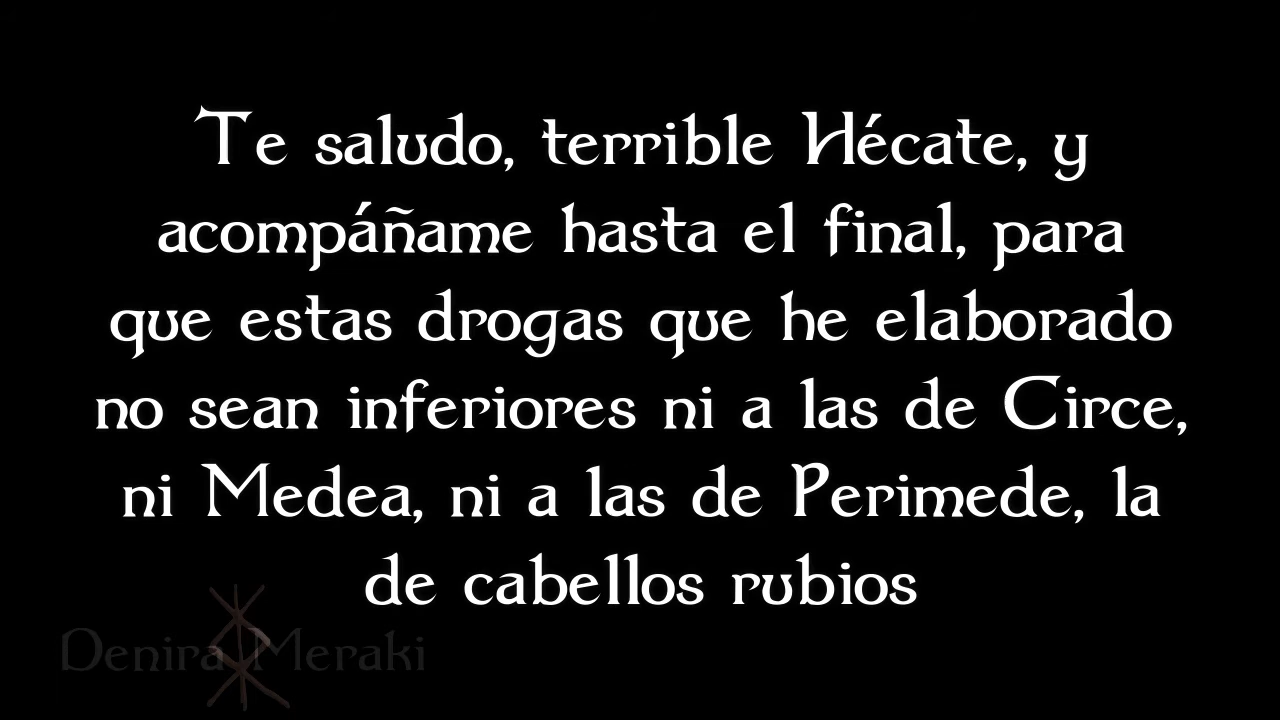 Te saludo, terrible Hécate, y
acompáñame hasta el final, para
que estas drogas que he elaborado
no sean inferiores ni a las de Circe,
ni Medea, ni a las de Perimede, la
de cabellos rubios
Denira Meraki